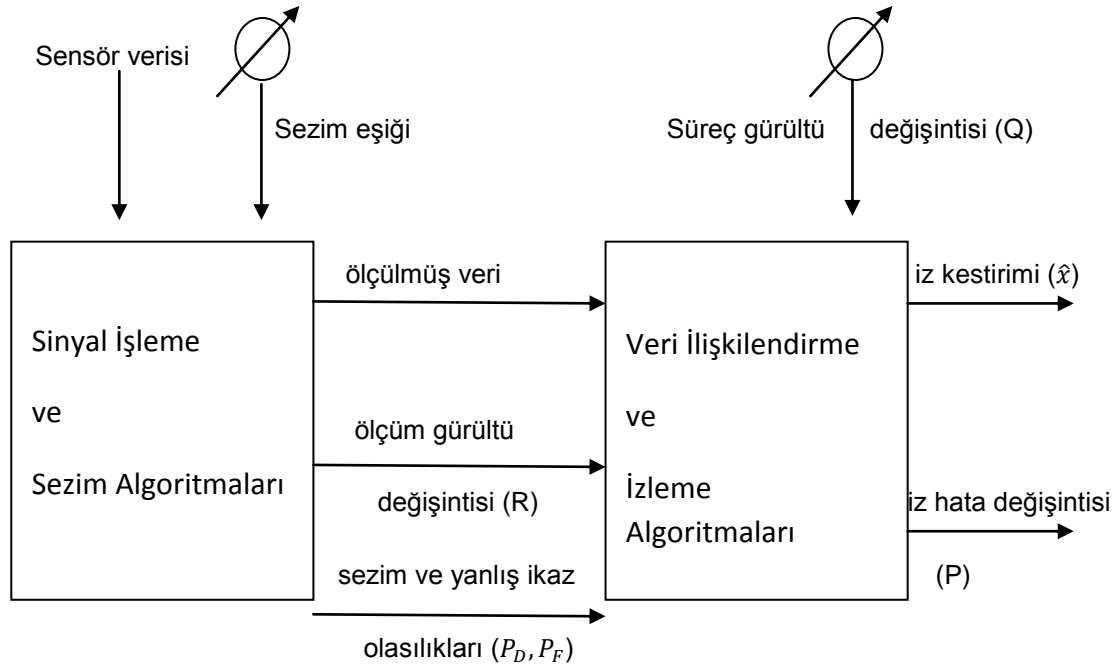 Sensör verisi
Sezim eşiği
Süreç gürültü değişintisi (Q)
Sinyal İşleme
ve
Sezim Algoritmaları
ölçülmüş veri
ölçüm gürültü
değişintisi (R)
sezim ve yanlış ikaz
olasılıkları (𝑃_𝐷, 𝑃_𝐹)
Veri İlişkilendirme
ve
İzleme
Algoritmaları
iz kestirimi (x̂)
iz hata değişintisi
(P)